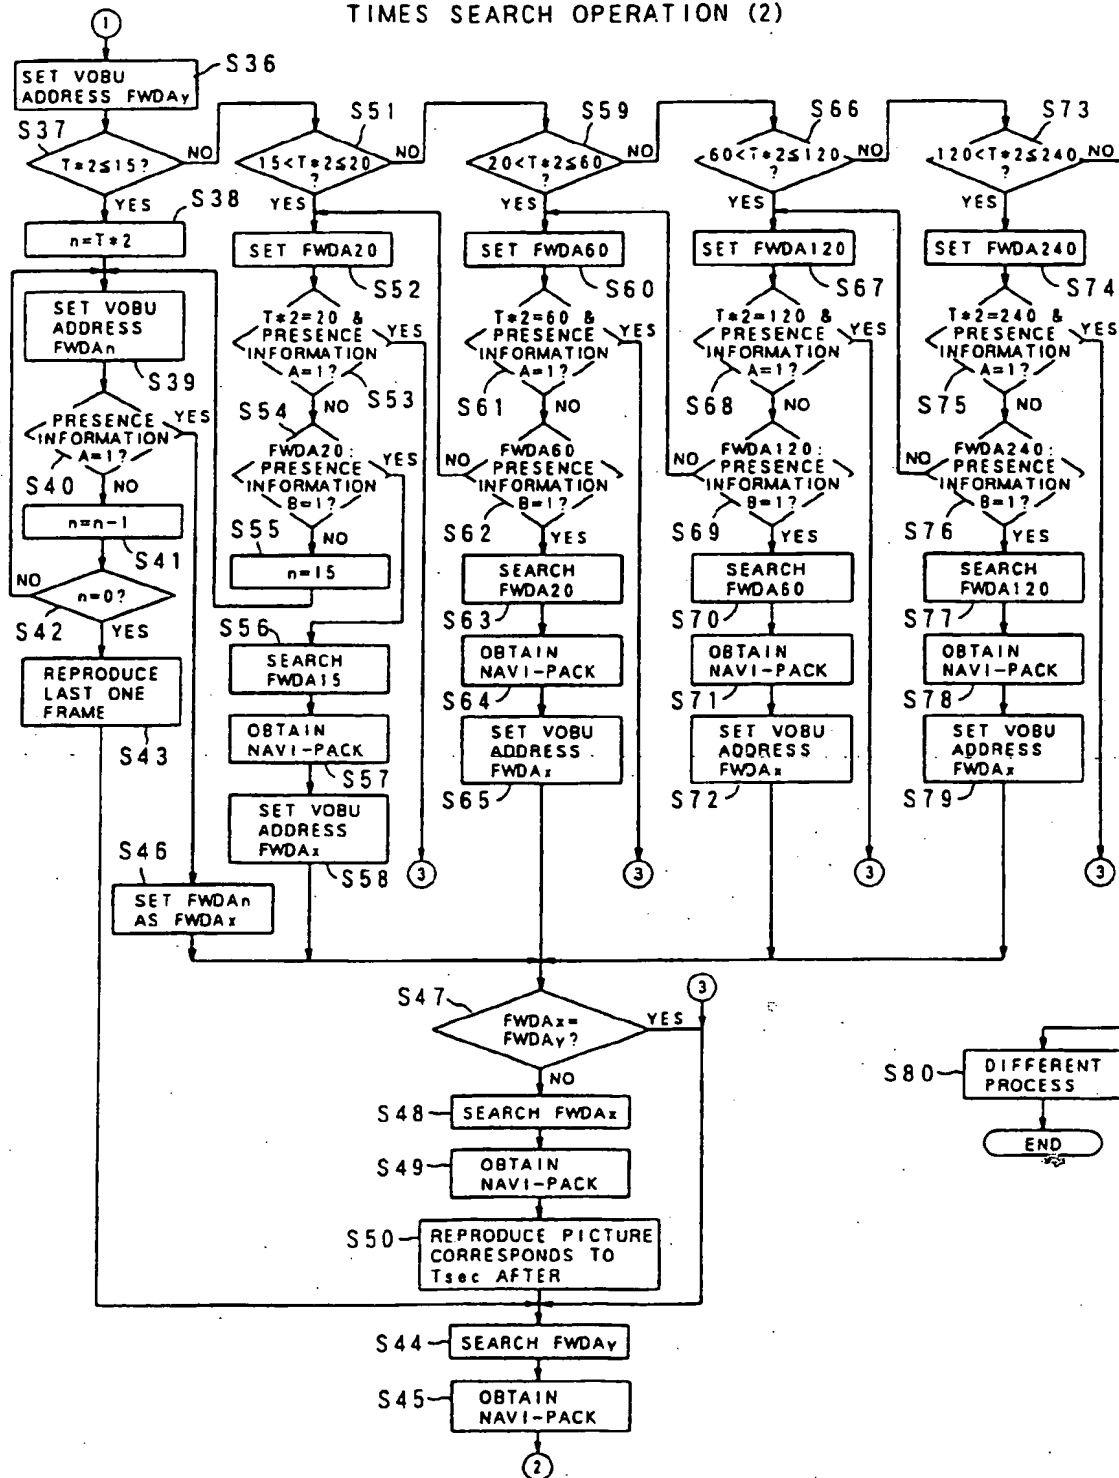 TIMES SEARCH OPERATION (2)
1
SET VOBU
ADDRESS FWDAy
S36
S37
T*2≤15?
NO
YES
S38
n=T*2
SET VOBU
ADDRESS
FWDAn
S39
PRESENCE
INFORMATION
A=1?
YES
S40
NO
n=n-1
S41
NO
n=0?
S42
YES
REPRODUCE
LAST ONE
FRAME
S43
S46
SET FWDAn
AS FWDAx
S51
15<T*2≤20
?
NO
YES
SET FWDA20
S52
T*2=20 &
PRESENCE
INFORMATION
A=1?
YES
S53
NO
S54
FWDA20:
PRESENCE
INFORMATION
B=1?
YES
S55
NO
n=15
S56
SEARCH
FWDA15
OBTAIN
NAVI-PACK
S57
SET VOBU
ADDRESS
FWDAx
S58
3
S59
20<T*2≤60
?
NO
YES
SET FWDA60
S60
T*2=60 &
PRESENCE
INFORMATION
A=1?
YES
S61
NO
FWDA60
PRESENCE
INFORMATION
B=1?
NO
S62
YES
SEARCH
FWDA20
S63
OBTAIN
NAVI-PACK
S64
SET VOBU
ADDRESS
FWDAx
S65
3
S66
60<T*2≤120
?
NO
YES
SET FWDA120
S67
T*2=120 &
PRESENCE
INFORMATION
A=1?
YES
S68
NO
FWDA120:
PRESENCE
INFORMATION
B=1?
NO
S69
YES
SEARCH
FWDA60
S70
OBTAIN
NAVI-PACK
S71
SET VOBU
ADDRESS
FWDAx
S72
3
S73
120<T*2≤240
?
NO
YES
SET FWDA240
S74
T*2=240 &
PRESENCE
INFORMATION
A=1?
YES
S75
NO
FWDA240:
PRESENCE
INFORMATION
B=1?
NO
S76
YES
SEARCH
FWDA120
S77
OBTAIN
NAVI-PACK
S78
SET VOBU
ADDRESS
FWDAx
S79
3
S47
FWDAx=
FWDAy?
YES
3
NO
S48
SEARCH FWDAx
S49
OBTAIN
NAVI-PACK
S50
REPRODUCE PICTURE
CORRESPONDS TO
Tsec AFTER
S44
SEARCH FWDAy
S45
OBTAIN
NAVI-PACK
2
S80
DIFFERENT
PROCESS
END